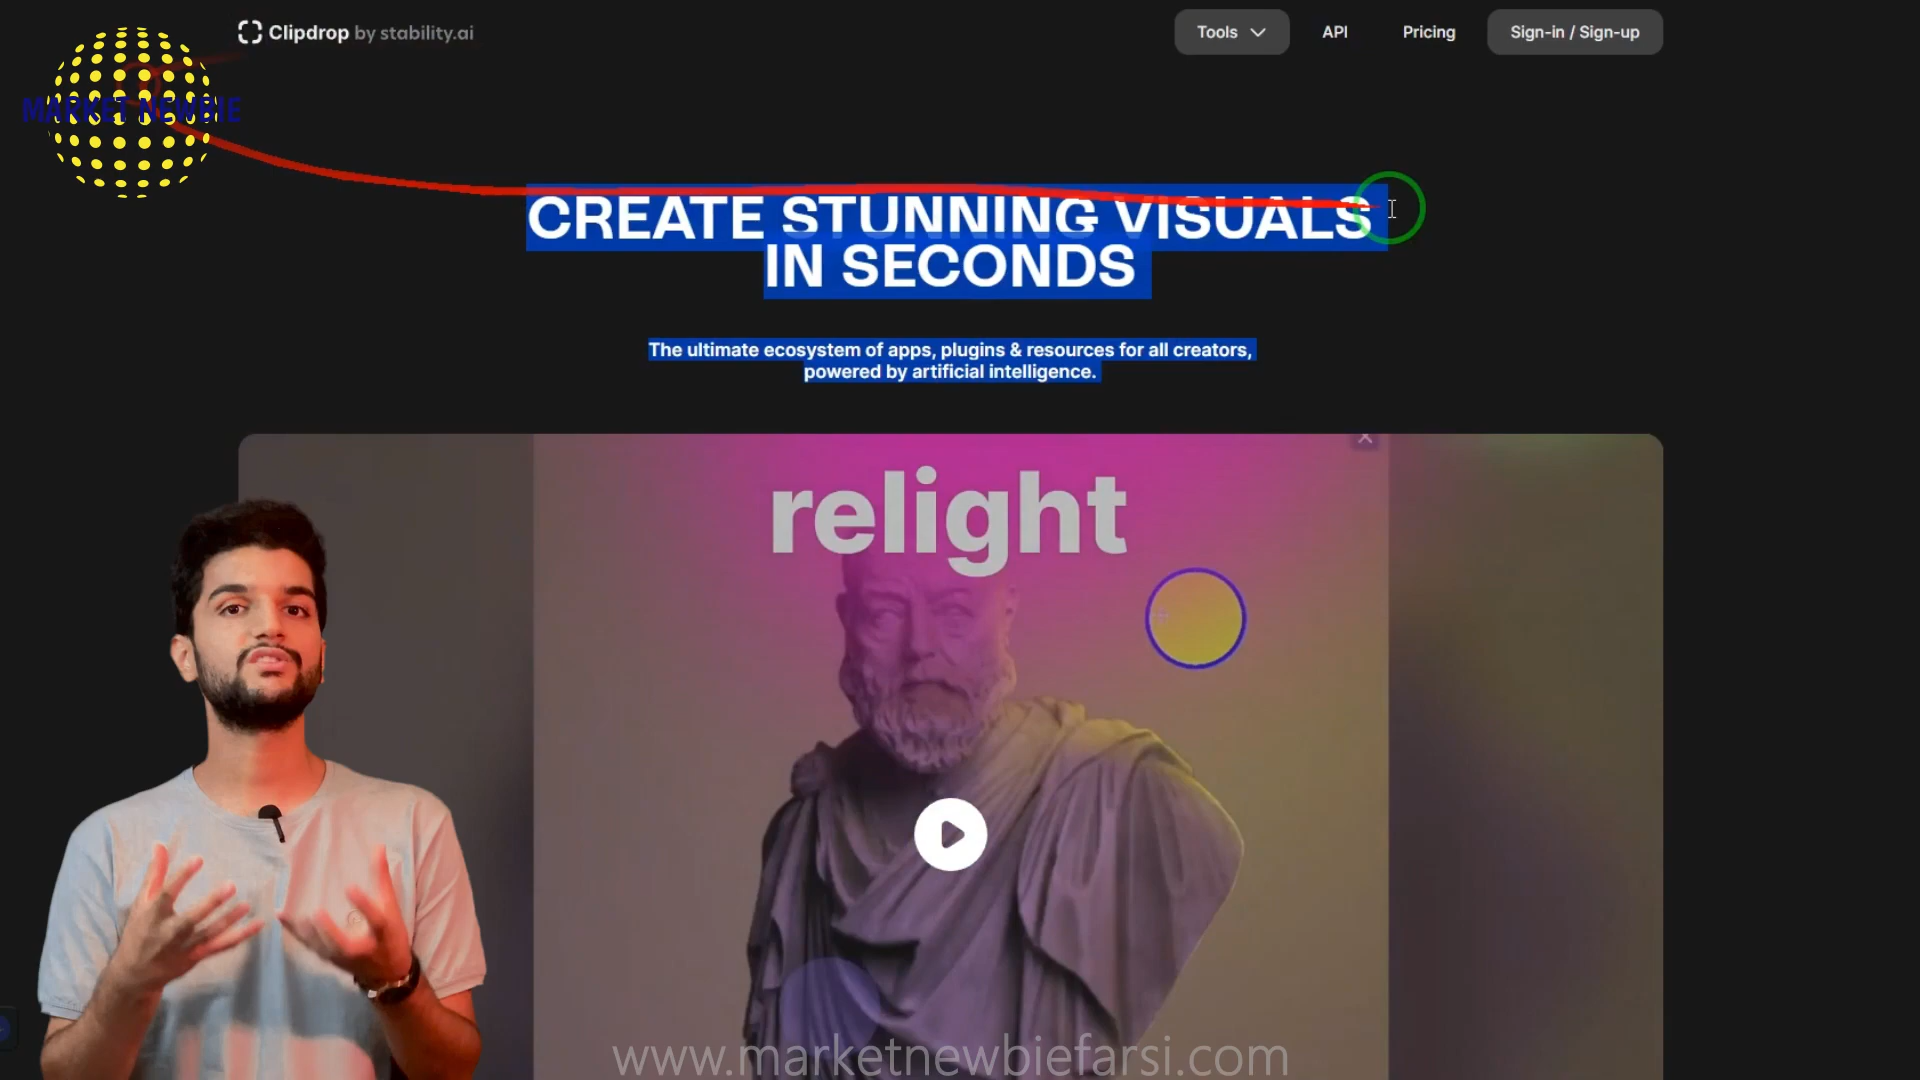 Clipdrop by stability.ai
Tools
API
Pricing
Sign-in / Sign-up
MARKET NEWBIE
CREATE STUNNING VISUALS
IN SECONDS
The ultimate ecosystem of apps, plugins & resources for all creators,
powered by artificial intelligence.
relight
www.marketnewbiefarsi.com